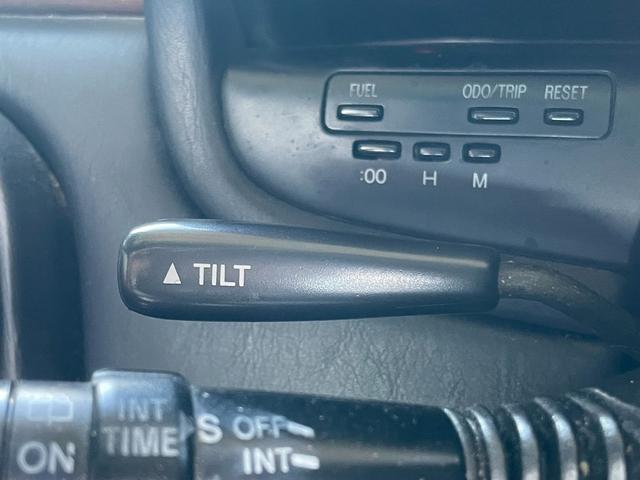 FUEL ODO/TRIP RESET
:00 H M
▲ TILT
INT
ON TIME S OFF
INT